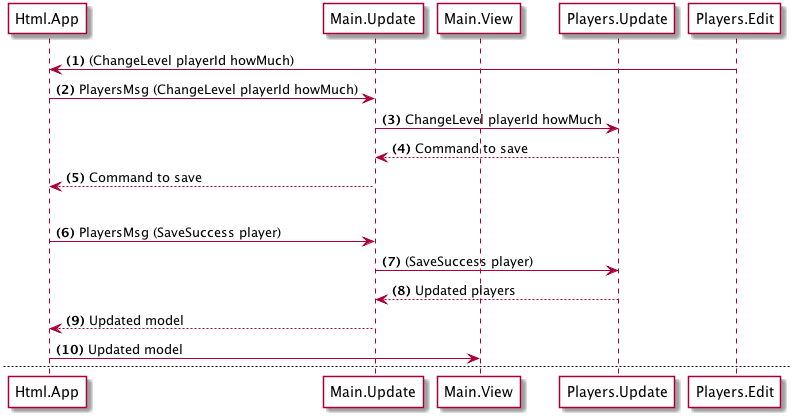 Html.App Main.Update Main.View Players.Update Players.Edit
(1) (ChangeLevel playerId howMuch)
(2) PlayersMsg (ChangeLevel playerId howMuch)
(3) ChangeLevel playerId howMuch
(4) Command to save
(5) Command to save
(6) PlayersMsg (SaveSuccess player)
(7) (SaveSuccess player)
(8) Updated players
(9) Updated model
(10) Updated model
Html.App Main.Update Main.View Players.Update Players.Edit